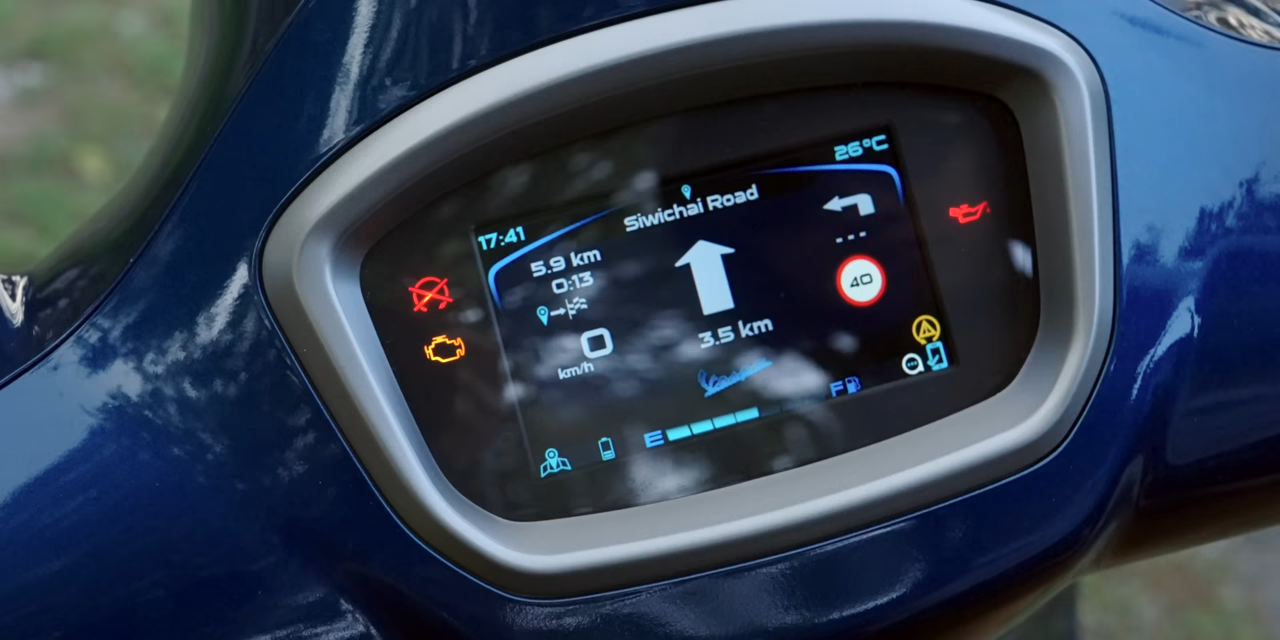 26°C
Siwichai Road
17:41
5.9 km
0:13
40
0
km/h
3.5 km
Vespa
E
F